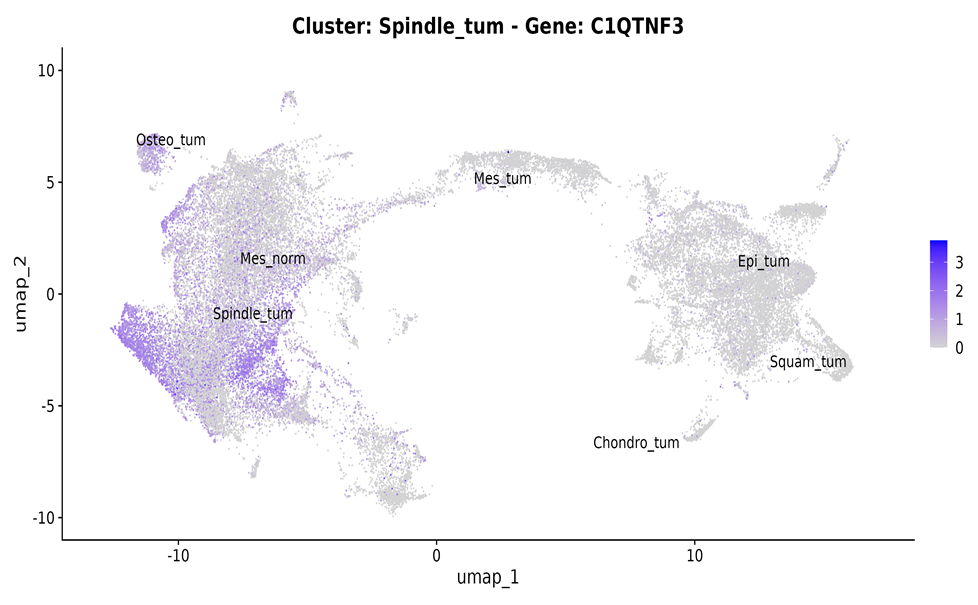 Cluster: Spindle_tum - Gene: C1QTNF3
10
Osteo_tum
5
Mes_tum
Mes_norm
Epi_tum
3
umap_2
0
Spindle_tum
2
1
0
Squam_tum
-5
Chondro_tum
-10
-10
0
10
umap_1